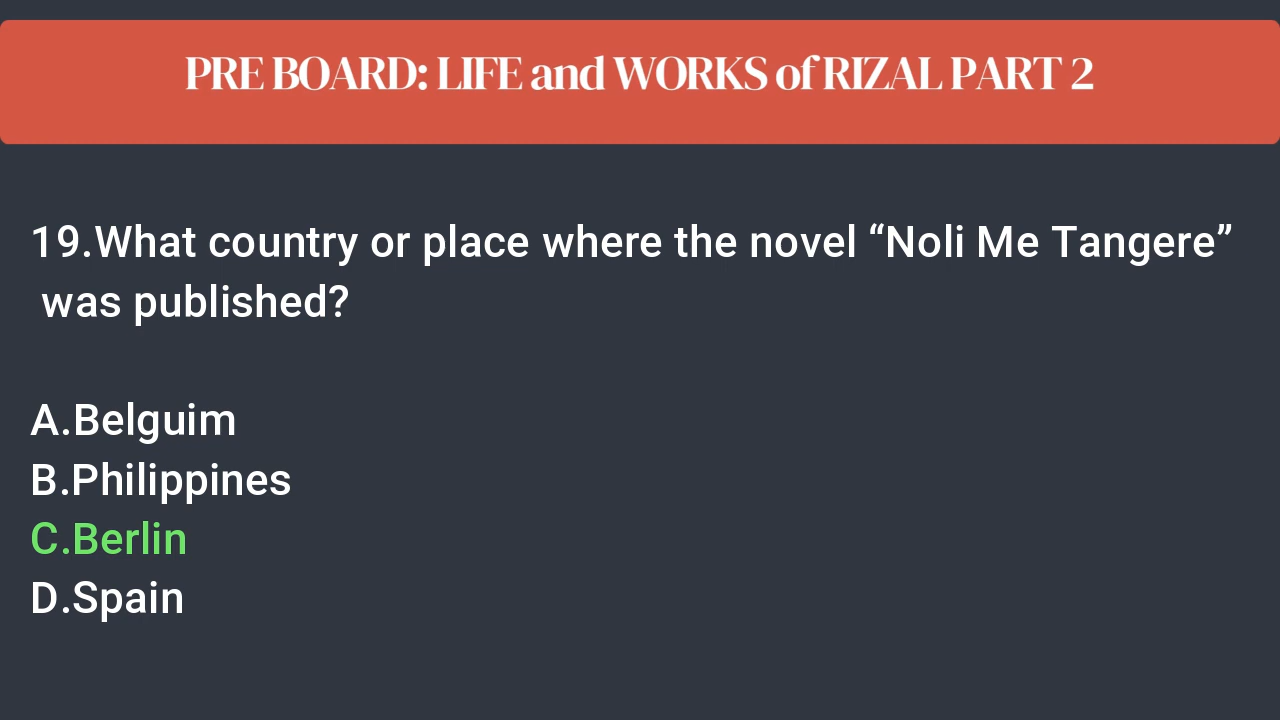 PRE BOARD: LIFE and WORKS of RIZAL PART 2
19.What country or place where the novel “Noli Me Tangere”
was published?
A.Belguim
B.Philippines
C.Berlin
D.Spain